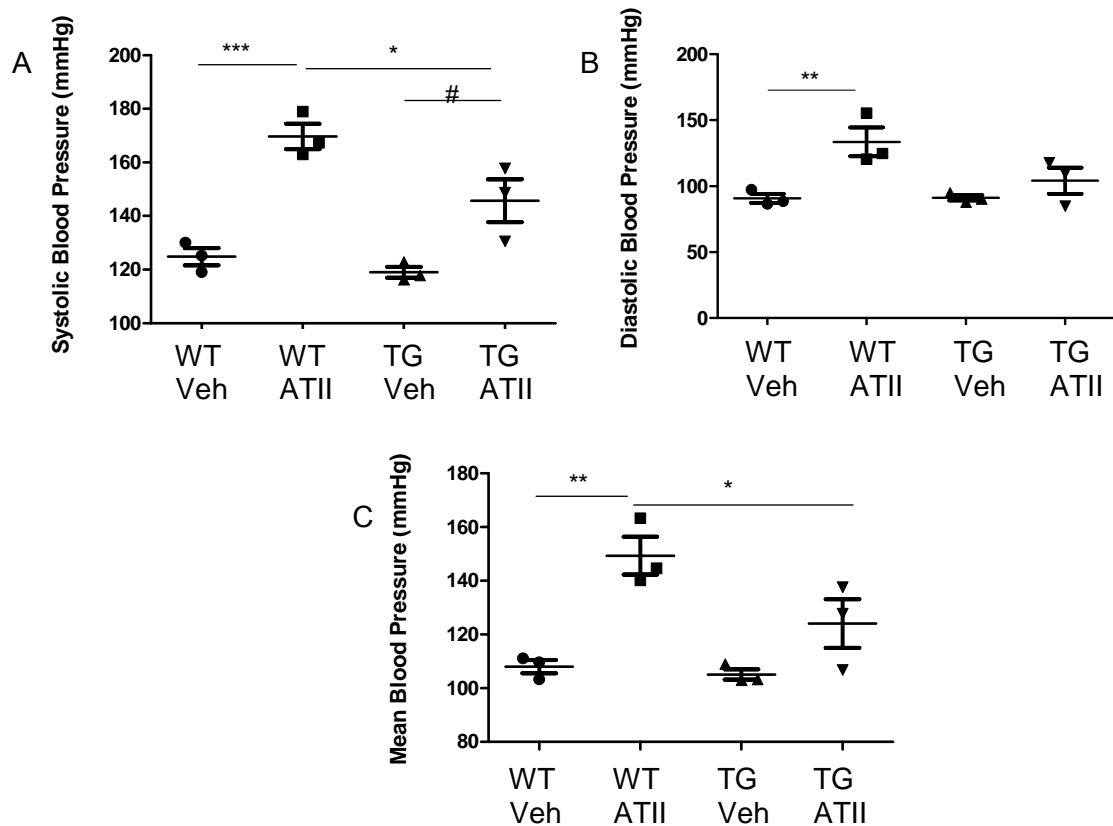 A
Systolic Blood Pressure (mmHg)
200
180
160
140
120
100
***
*
#
WT
Veh
WT
ATII
TG
Veh
TG
ATII
B
Diastolic Blood Pressure (mmHg)
200
150
100
50
0
**
WT
Veh
WT
ATII
TG
Veh
TG
ATII
C
Mean Blood Pressure (mmHg)
180
160
140
120
100
80
**
*
WT
Veh
WT
ATII
TG
Veh
TG
ATII